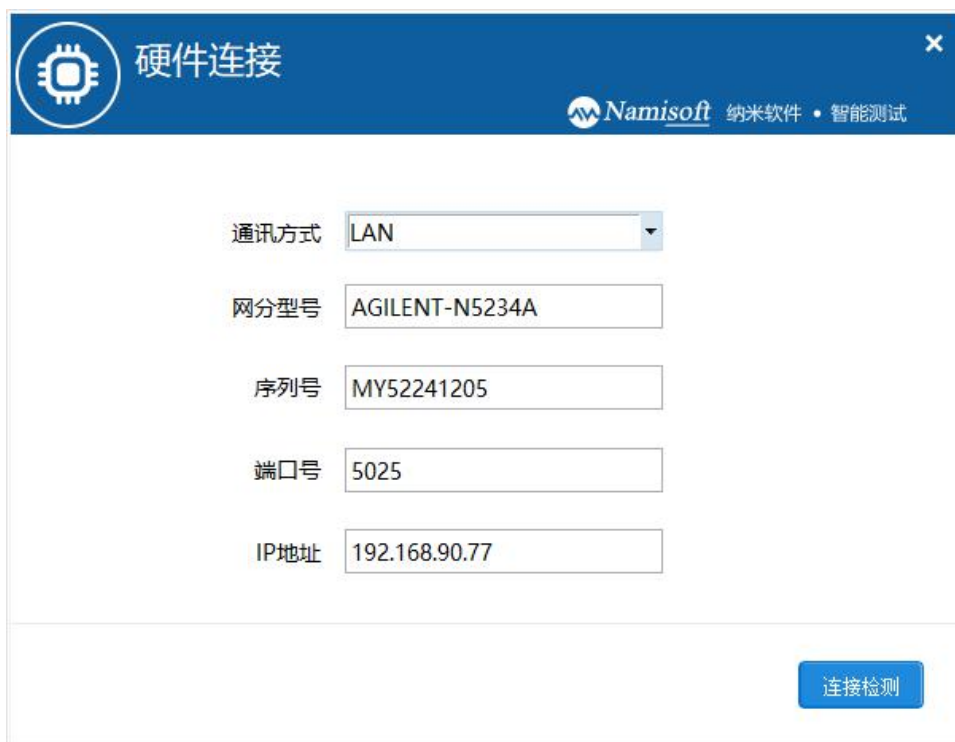 硬件连接
Namisoft 纳米软件 • 智能测试
通讯方式 LAN
网分型号 AGILENT-N5234A
序列号 MY52241205
端口号 5025
IP地址 192.168.90.77
连接检测